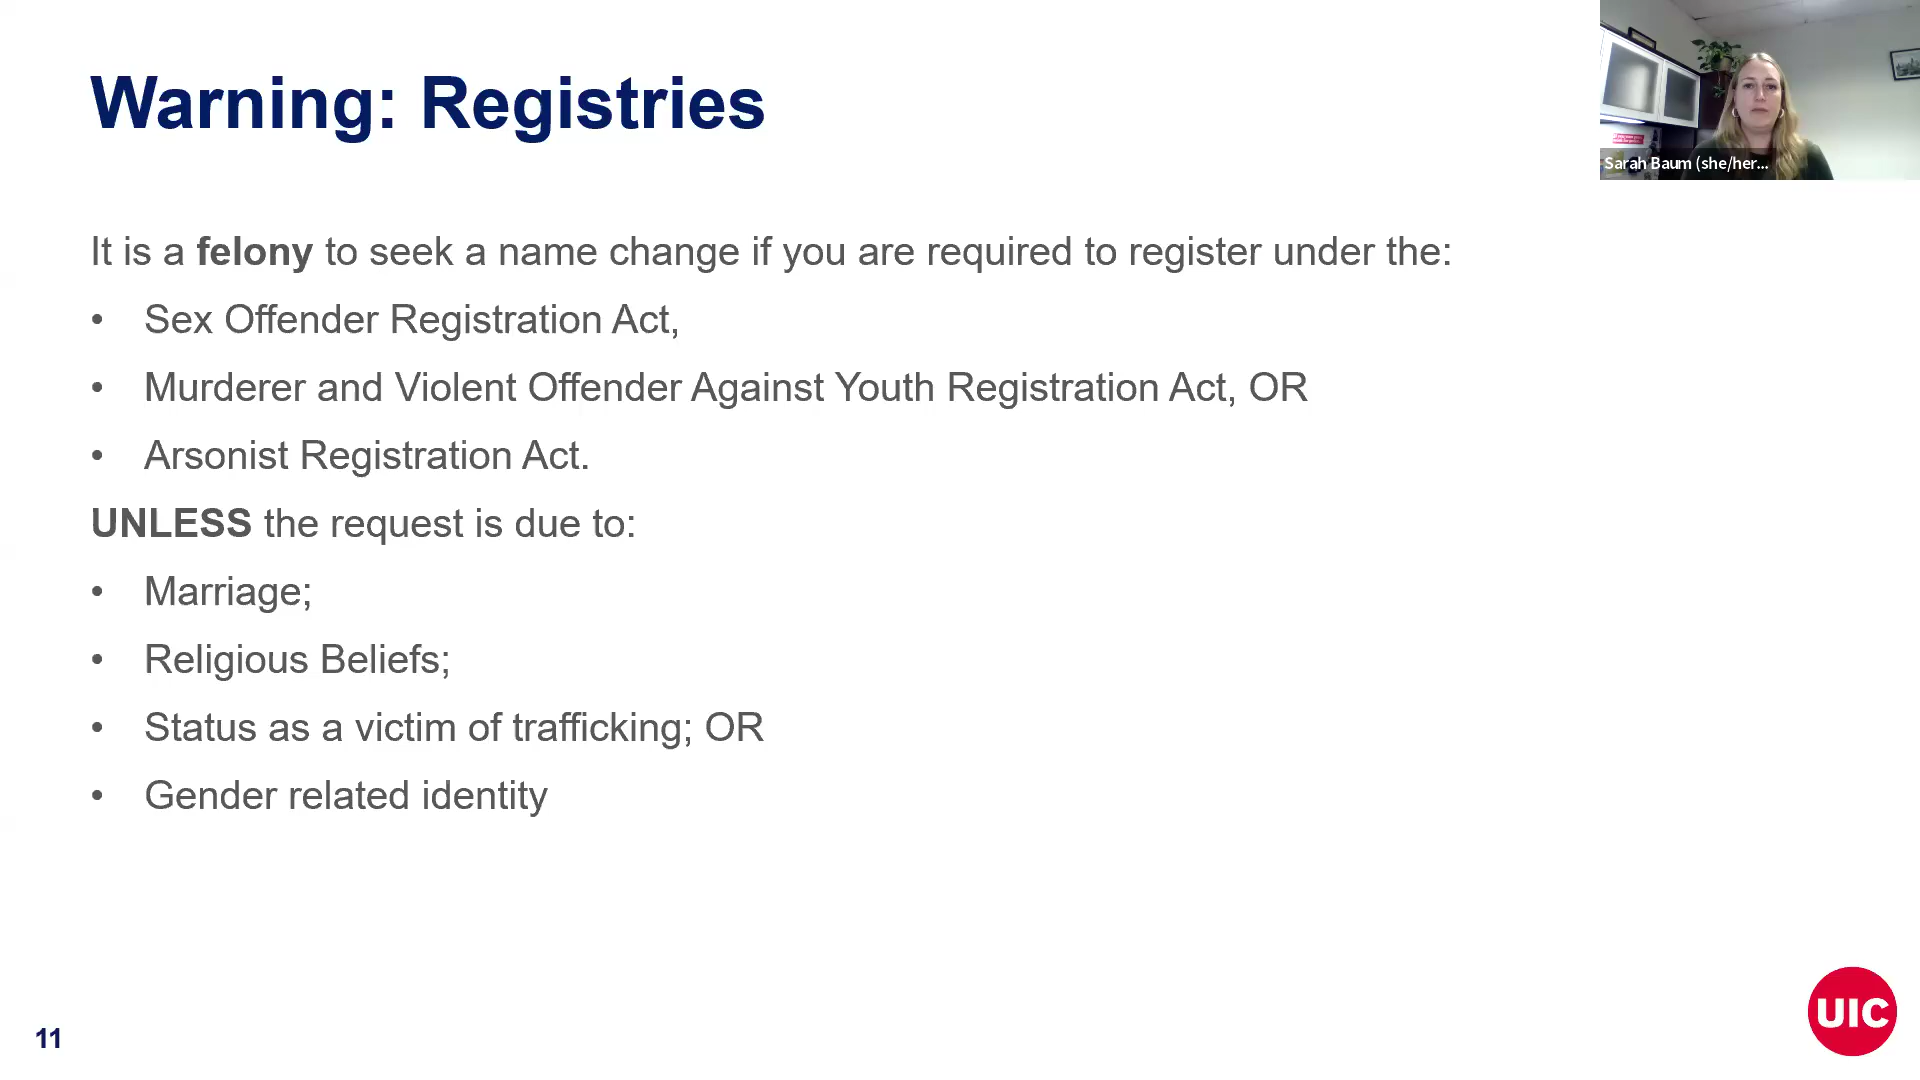 Warning: Registries
Sarah Baum (she/her...
It is a felony to seek a name change if you are required to register under the:
• Sex Offender Registration Act,
• Murderer and Violent Offender Against Youth Registration Act, OR
• Arsonist Registration Act.
UNLESS the request is due to:
• Marriage;
• Religious Beliefs;
• Status as a victim of trafficking; OR
• Gender related identity
11
UIC